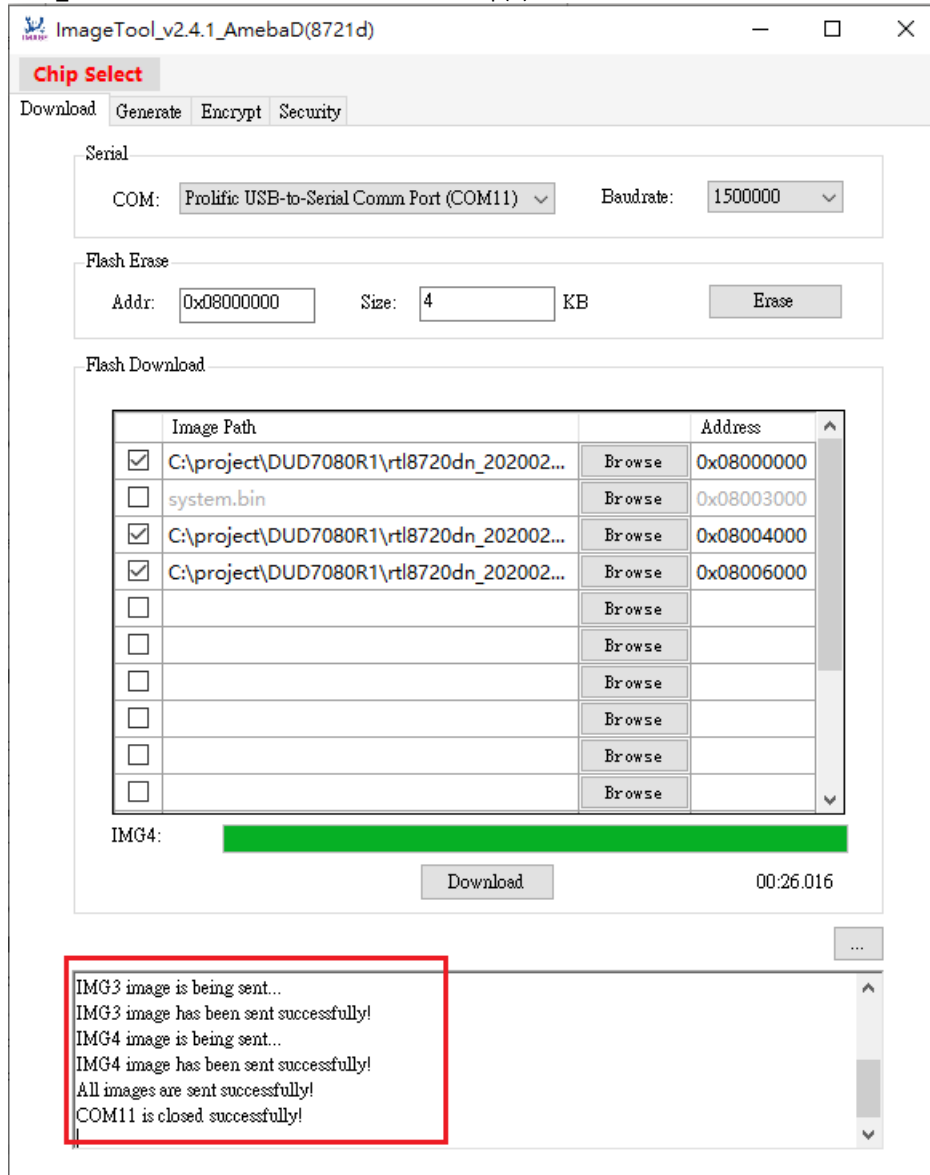 ImageTool_v2.4.1_AmebaD(8721d)
Chip Select
Download Generate Encrypt Security
Serial
COM: Prolific USB-to-Serial Comm Port (COM11) Baudrate: 1500000
Flash Erase
Addr: 0x08000000 Size: 4 KB Erase
Flash Download
Image Path Address
C:\project\DUD7080R1\rtl8720dn_202002... Browse 0x08000000
system.bin Browse 0x08003000
C:\project\DUD7080R1\rtl8720dn_202002... Browse 0x08004000
C:\project\DUD7080R1\rtl8720dn_202002... Browse 0x08006000
Browse
Browse
Browse
Browse
Browse
Browse
IMG4:
Download 00:26.016
...
IMG3 image is being sent...
IMG3 image has been sent successfully!
IMG4 image is being sent...
IMG4 image has been sent successfully!
All images are sent successfully!
COM11 is closed successfully!